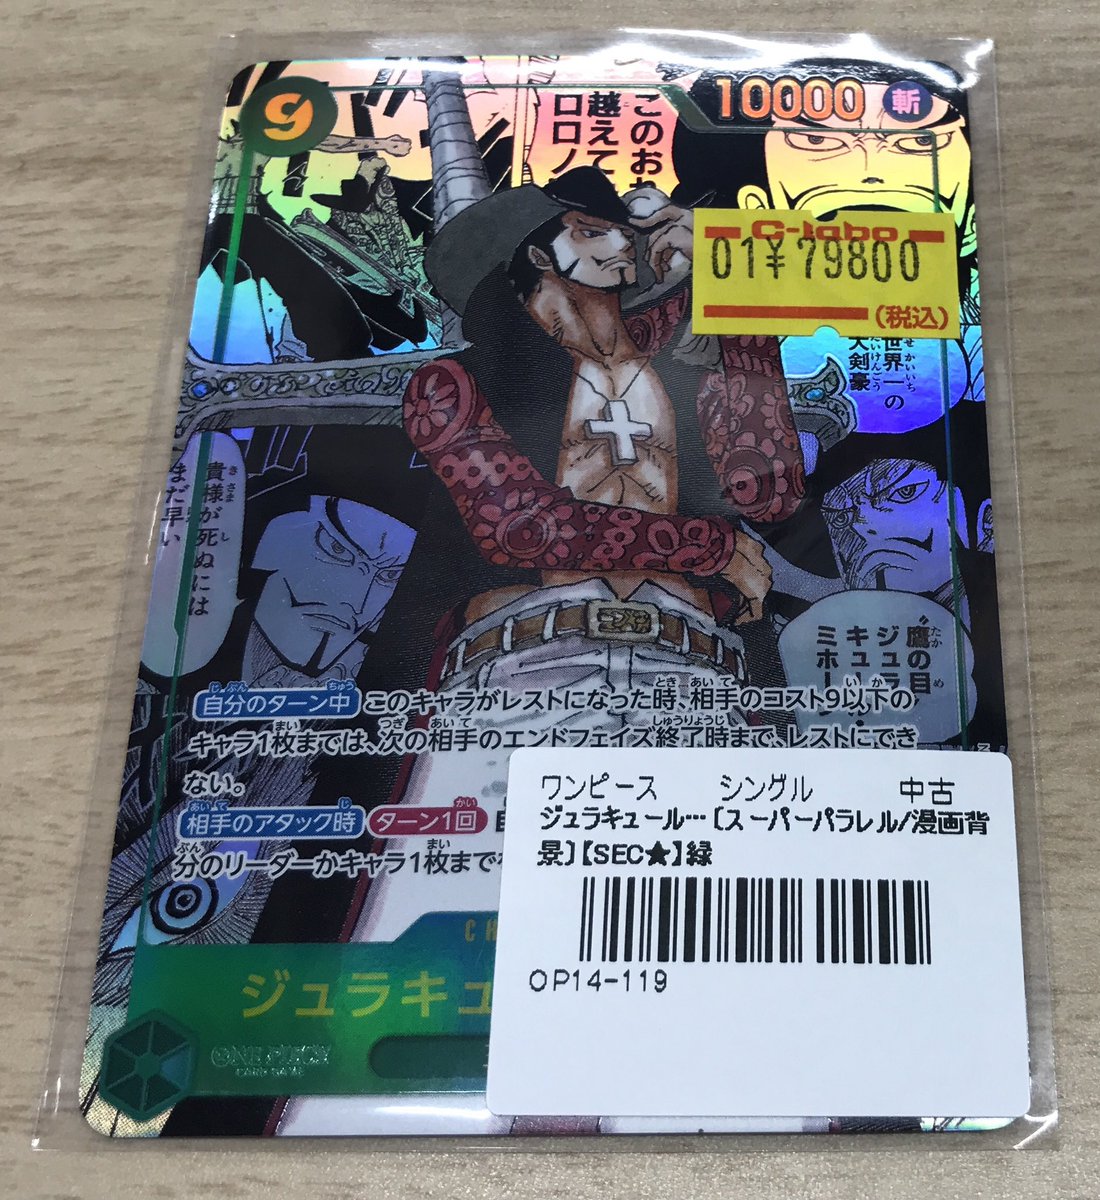 9
10000 斬
このおれを
越えて
ロロノ
C-labo
01¥79800
(税込)
世界一の
大剣豪
貴様が死ぬには
まだ早い
"鷹の目"
ジュラ
キュール・
ミホーク
自分のターン中 このキャラがレストになった時、相手のコスト9以下の
キャラ1枚までは、次の相手のエンドフェイズ終了時まで、レストにでき
ない。
相手のアタック時 ターン1回
分のリーダーかキャラ1枚まで
ジュラキュ
ONE PIECE
CARD GAME
ワンピース シングル 中古
ジュラキュール…〔スーパーパラレル/漫画背
景〕【SEC★】緑
OP14-119